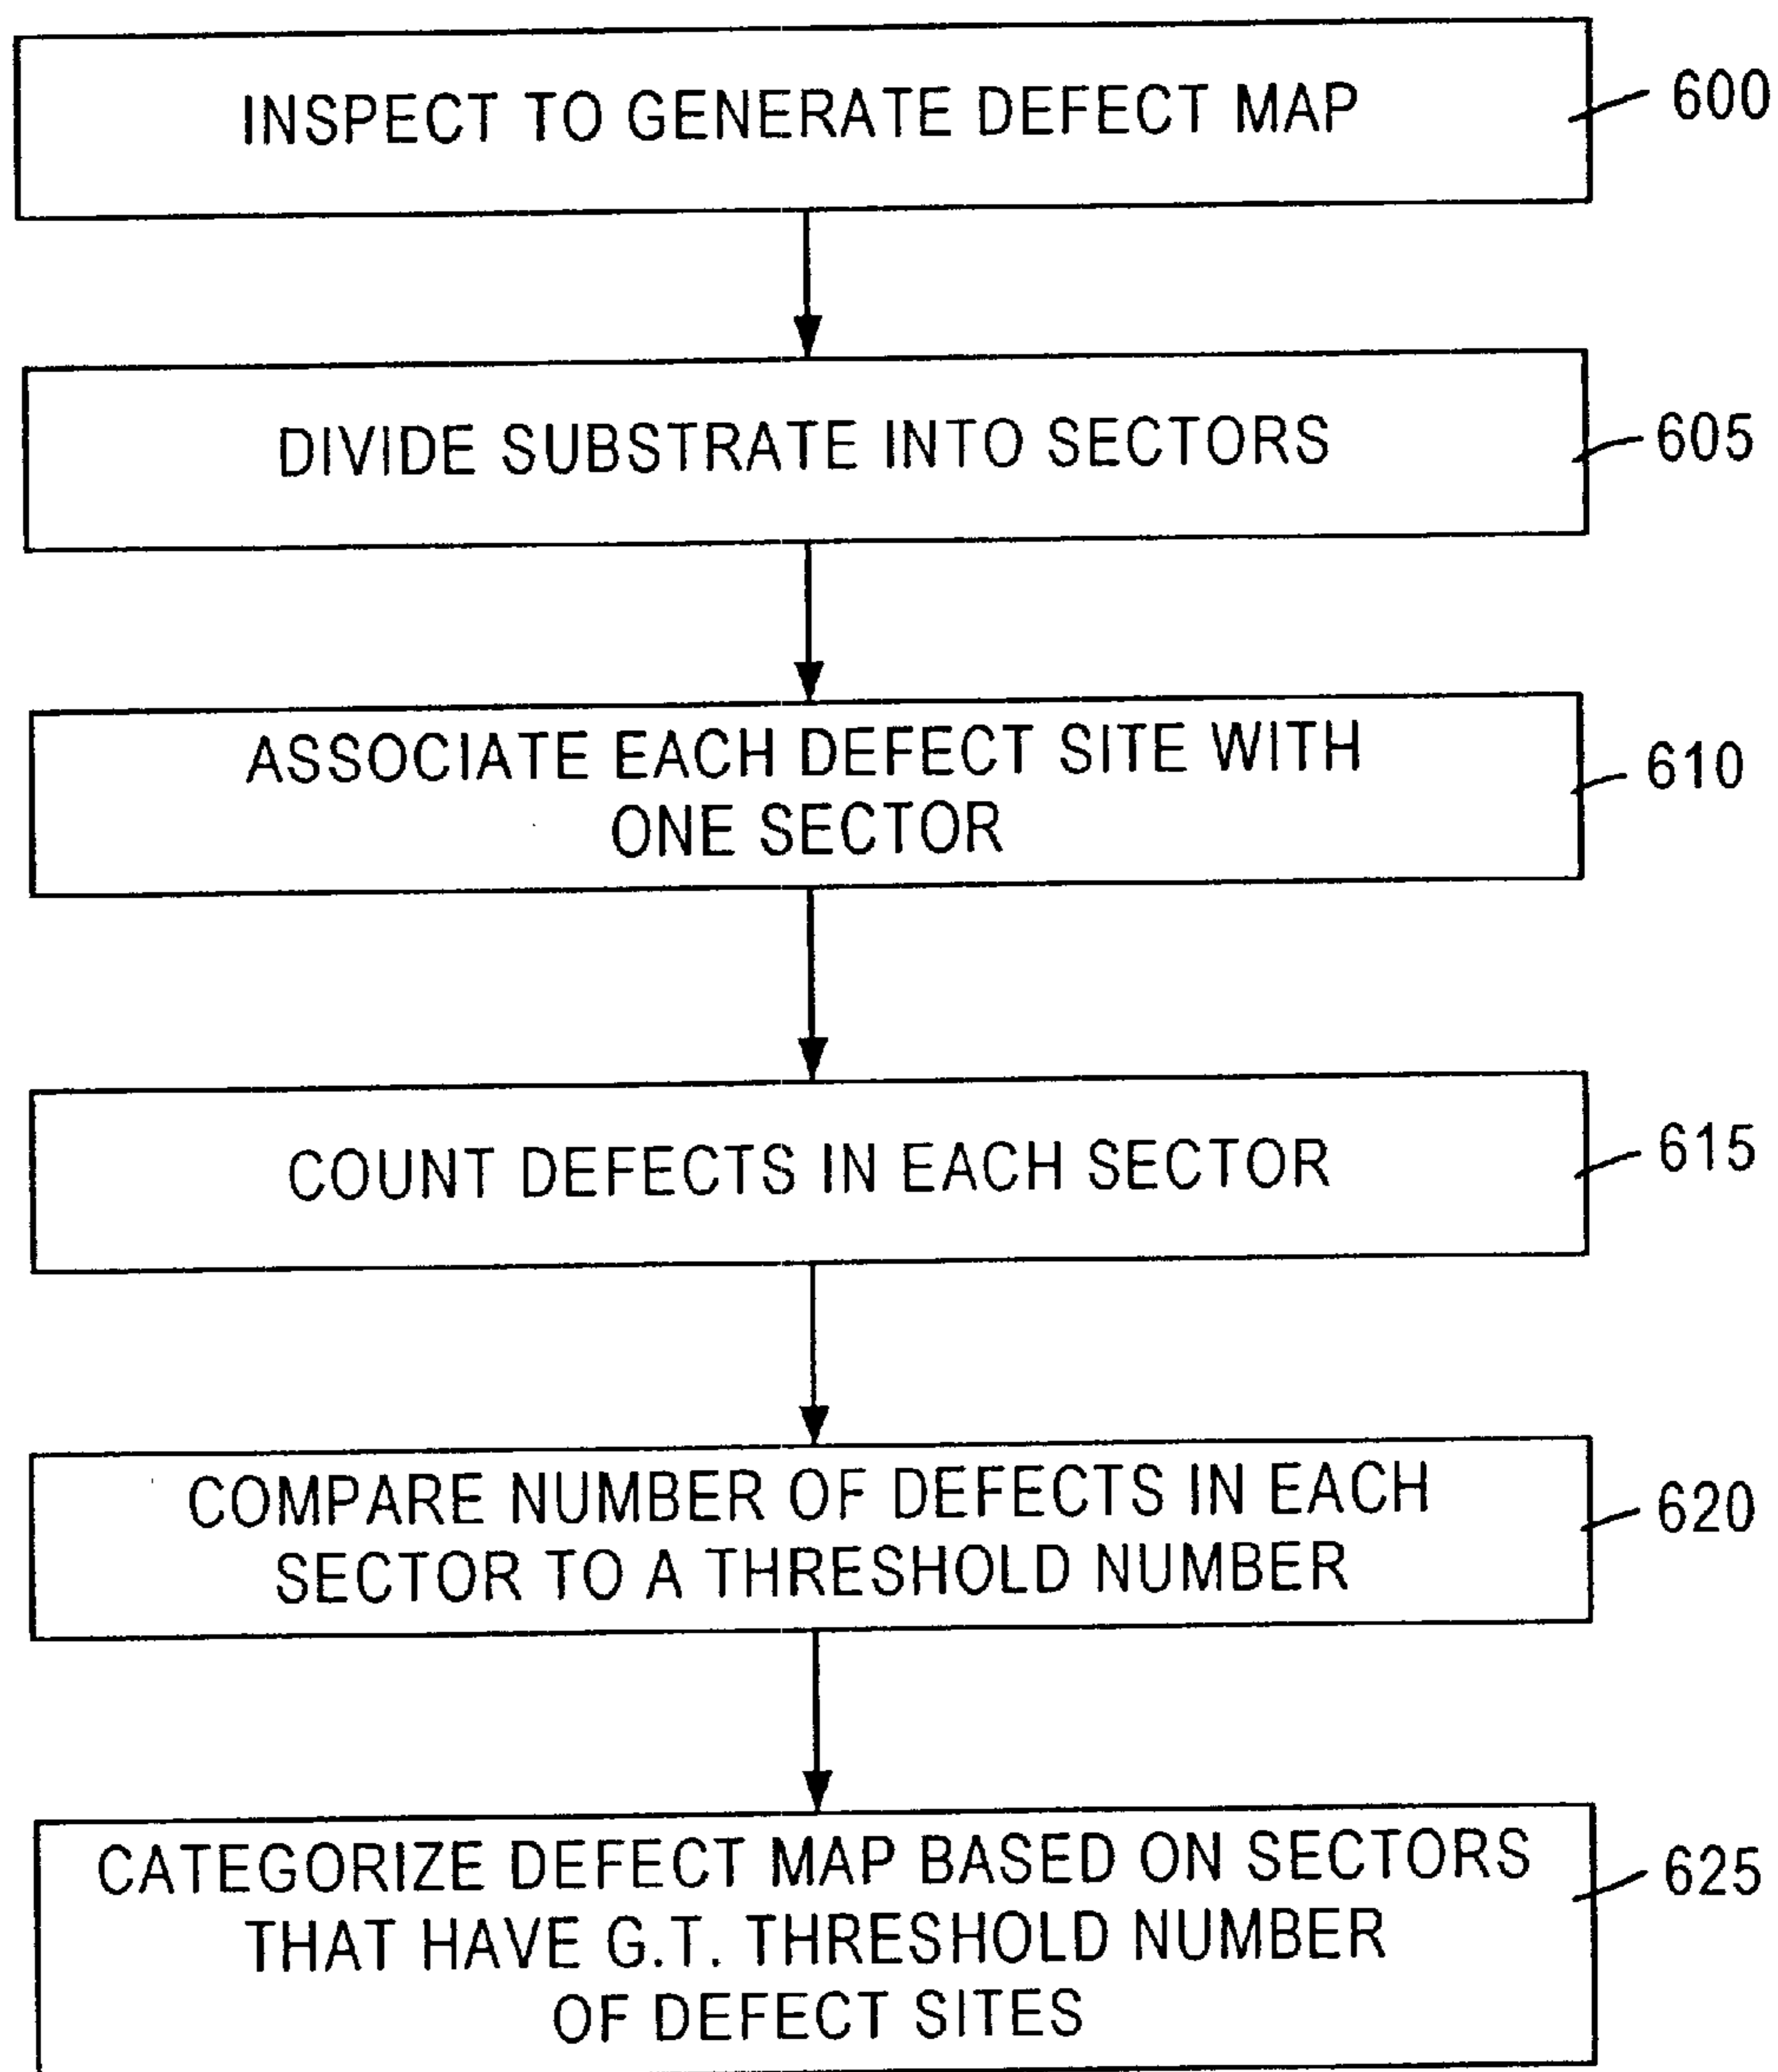 INSPECT TO GENERATE DEFECT MAP
600
DIVIDE SUBSTRATE INTO SECTORS
605
ASSOCIATE EACH DEFECT SITE WITH
ONE SECTOR
610
COUNT DEFECTS IN EACH SECTOR
615
COMPARE NUMBER OF DEFECTS IN EACH
SECTOR TO A THRESHOLD NUMBER
620
CATEGORIZE DEFECT MAP BASED ON SECTORS
THAT HAVE G.T. THRESHOLD NUMBER
OF DEFECT SITES
625